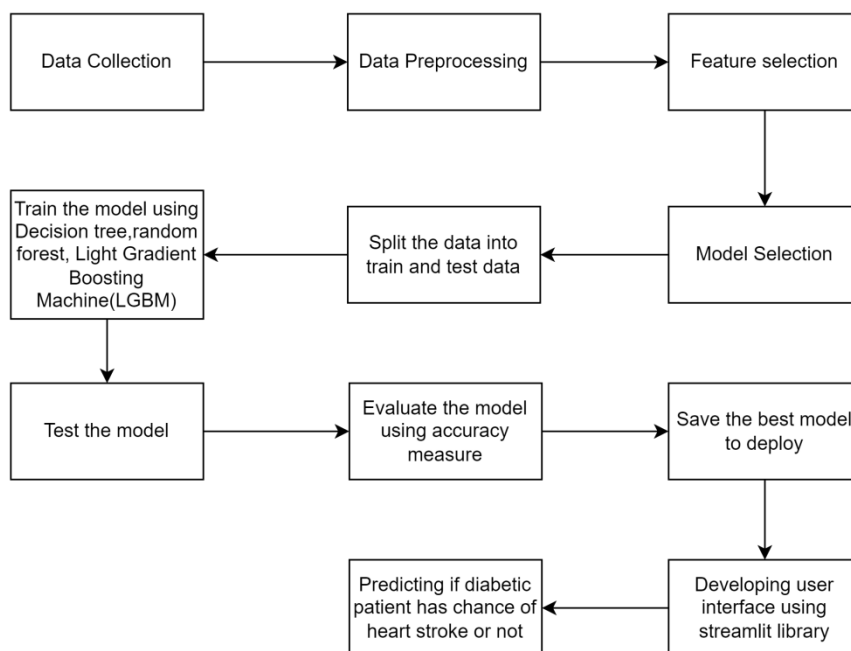 Data Collection
Data Preprocessing
Feature selection
Model Selection
Split the data into
train and test data
Train the model using
Decision tree,random
forest, Light Gradient
Boosting
Machine(LGBM)
Test the model
Evaluate the model
using accuracy
measure
Save the best model
to deploy
Developing user
interface using
streamlit library
Predicting if diabetic
patient has chance of
heart stroke or not